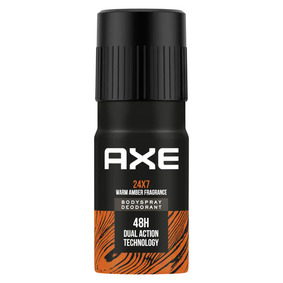 AXE
24X7
WARM AMBER FRAGRANCE
BODYSPRAY
DEODORANT
48H
DUAL ACTION
TECHNOLOGY